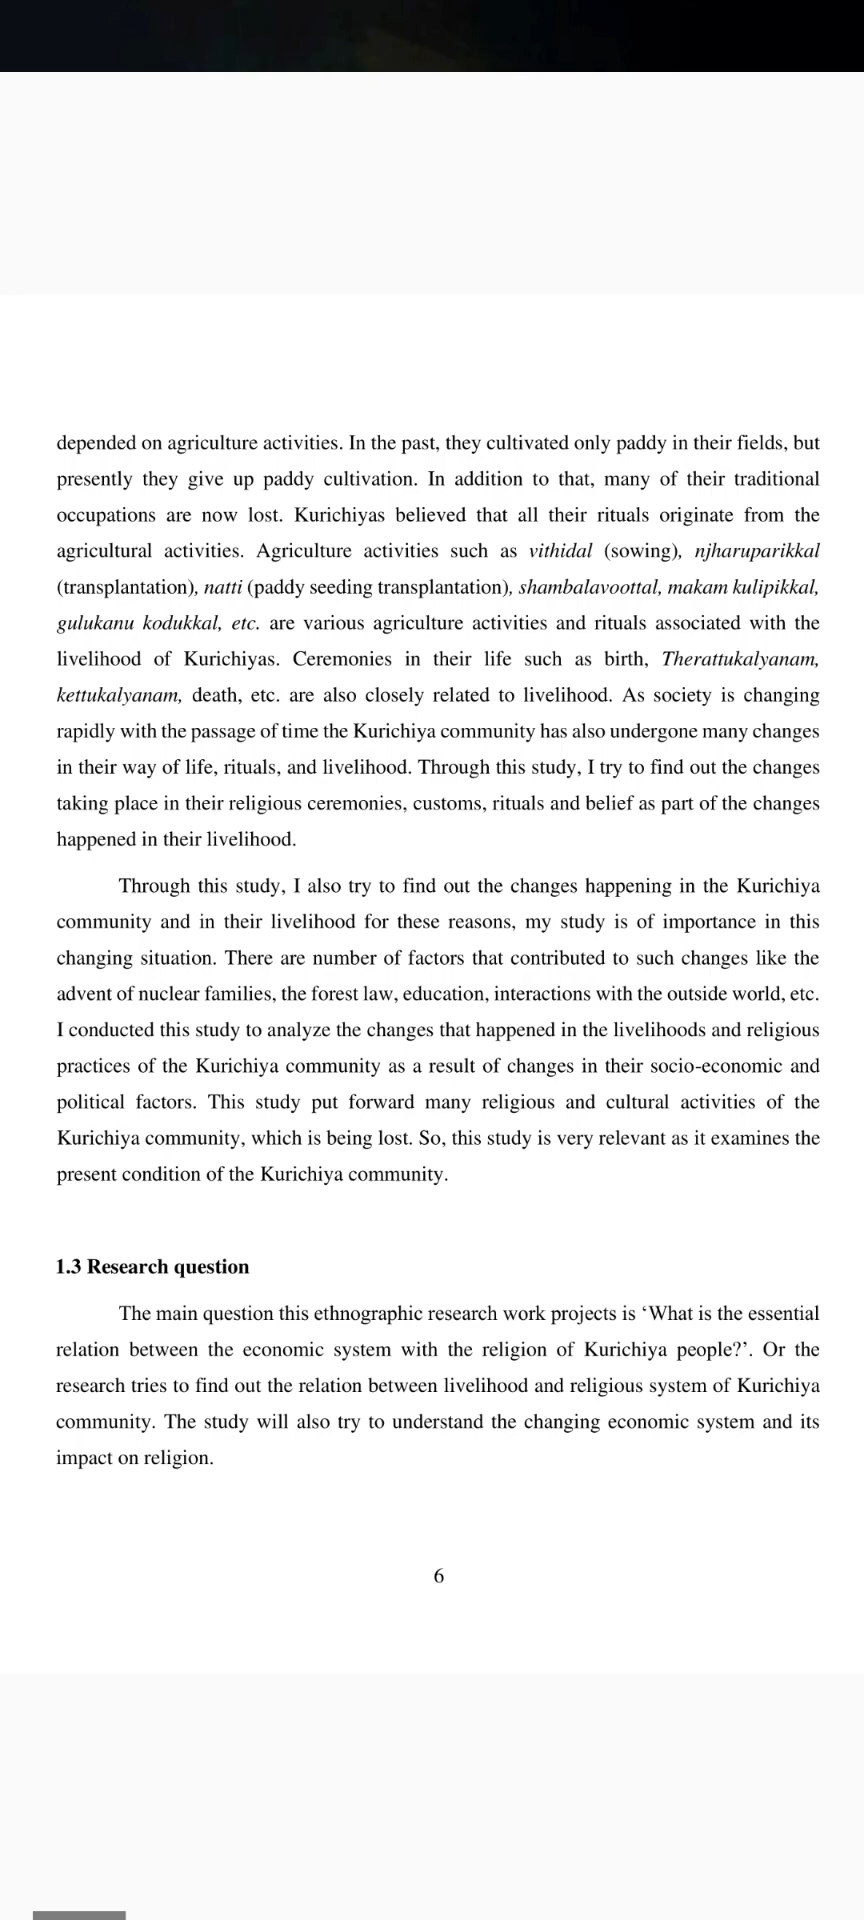 depended on agriculture activities. In the past, they cultivated only paddy in their fields, but
presently they give up paddy cultivation. In addition to that, many of their traditional
occupations are now lost. Kurichiyas believed that all their rituals originate from the
agricultural activities. Agriculture activities such as vithidal (sowing), njharuparikkal
(transplantation), natti (paddy seeding transplantation), shambalavoottal, makam kulipikkal,
gulukanu kodukkal, etc. are various agriculture activities and rituals associated with the
livelihood of Kurichiyas. Ceremonies in their life such as birth, Therattukalyanam,
kettukalyanam, death, etc. are also closely related to livelihood. As society is changing
rapidly with the passage of time the Kurichiya community has also undergone many changes
in their way of life, rituals, and livelihood. Through this study, I try to find out the changes
taking place in their religious ceremonies, customs, rituals and belief as part of the changes
happened in their livelihood.
Through this study, I also try to find out the changes happening in the Kurichiya
community and in their livelihood for these reasons, my study is of importance in this
changing situation. There are number of factors that contributed to such changes like the
advent of nuclear families, the forest law, education, interactions with the outside world, etc.
I conducted this study to analyze the changes that happened in the livelihoods and religious
practices of the Kurichiya community as a result of changes in their socio-economic and
political factors. This study put forward many religious and cultural activities of the
Kurichiya community, which is being lost. So, this study is very relevant as it examines the
present condition of the Kurichiya community.
1.3 Research question
The main question this ethnographic research work projects is ‘What is the essential
relation between the economic system with the religion of Kurichiya people?’. Or the
research tries to find out the relation between livelihood and religious system of Kurichiya
community. The study will also try to understand the changing economic system and its
impact on religion.
6